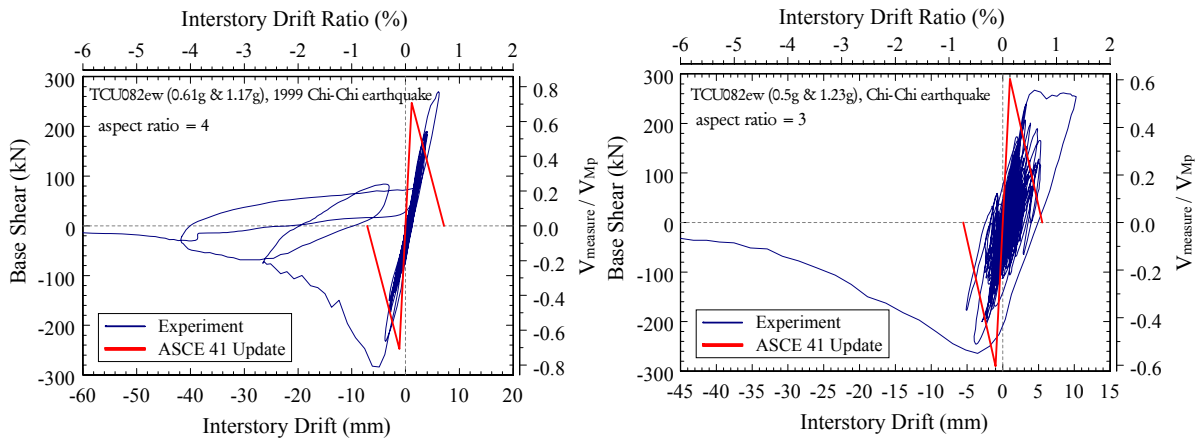 Interstory Drift Ratio (%)
-6 -5 -4 -3 -2 -1 0 1 2
300
200
100
0
-100
-200
-300
Base Shear (kN)
TCU082ew (0.61g & 1.17g), 1999 Chi-Chi earthquake
aspect ratio = 4
Experiment
ASCE 41 Update
0.8
0.6
0.4
0.2
0.0
-0.2
-0.4
-0.6
-0.8
Vmeasure / VMp
-60 -50 -40 -30 -20 -10 0 10 20
Interstory Drift (mm)
Interstory Drift Ratio (%)
-6 -5 -4 -3 -2 -1 0 1 2
300
200
100
0
-100
-200
-300
Base Shear (kN)
TCU082ew (0.5g & 1.23g), Chi-Chi earthquake
aspect ratio = 3
Experiment
ASCE 41 Update
0.6
0.4
0.2
0.0
-0.2
-0.4
-0.6
Vmeasure / VMp
-45 -40 -35 -30 -25 -20 -15 -10 -5 0 5 10 15
Interstory Drift (mm)